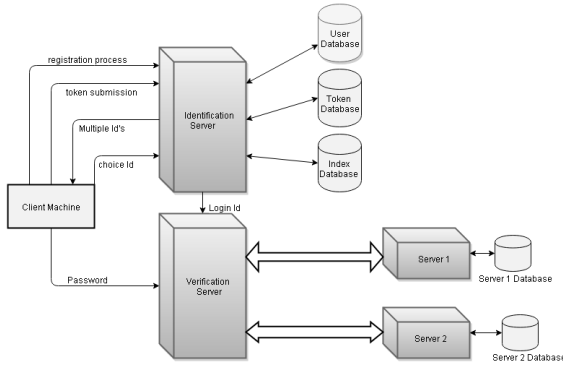 User
Database
registration process
token submission
Token
Database
Identification
Server
Multiple Id's
choice Id
Index
Database
Client Machine
Login Id
Password
Verification
Server
Server 1
Server 1 Database
Server 2
Server 2 Database